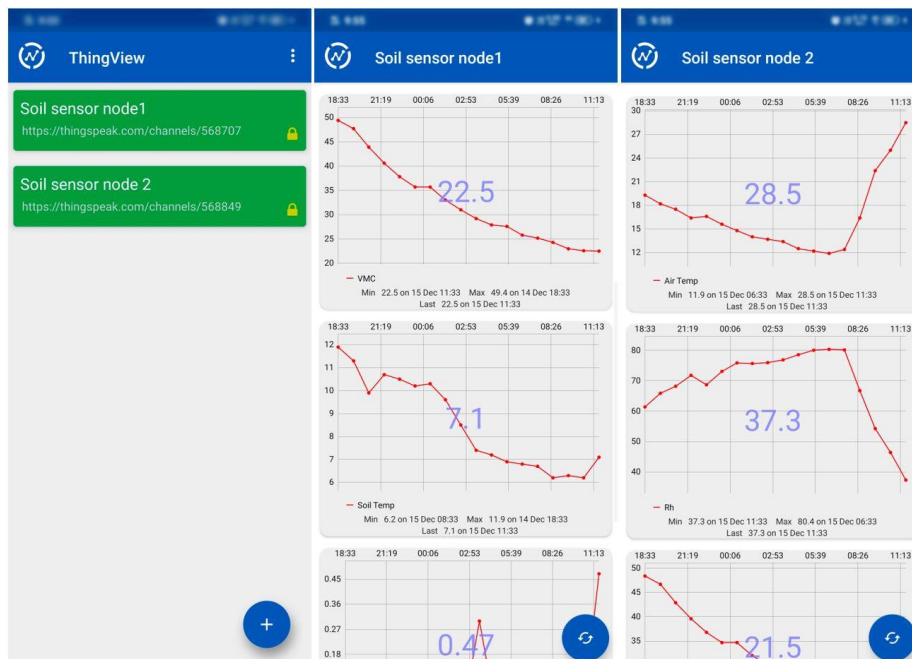 ThingView
Soil sensor node1
https://thingspeak.com/channels/568707
Soil sensor node 2
https://thingspeak.com/channels/568849
+
Soil sensor node1
18:33 21:19 00:06 02:53 05:39 08:26 11:13
50
45
40
35
30
25
20
22.5
VMC
Min 22.5 on 15 Dec 11:33 Max 49.4 on 14 Dec 18:33
Last 22.5 on 15 Dec 11:33
18:33 21:19 00:06 02:53 05:39 08:26 11:13
12
11
10
9
8
7
6
7.1
Soil Temp
Min 6.2 on 15 Dec 08:33 Max 11.9 on 14 Dec 18:33
Last 7.1 on 15 Dec 11:33
18:33 21:19 00:06 02:53 05:39 08:26 11:13
0.45
0.36
0.27
0.18
0.47
Soil sensor node 2
18:33 21:19 00:06 02:53 05:39 08:26 11:13
30
27
24
21
18
15
12
28.5
Air Temp
Min 11.9 on 15 Dec 06:33 Max 28.5 on 15 Dec 11:33
Last 28.5 on 15 Dec 11:33
18:33 21:19 00:06 02:53 05:39 08:26 11:13
80
70
60
50
40
37.3
Rh
Min 37.3 on 15 Dec 11:33 Max 80.4 on 15 Dec 06:33
Last 37.3 on 15 Dec 11:33
18:33 21:19 00:06 02:53 05:39 08:26 11:13
50
45
40
35
21.5